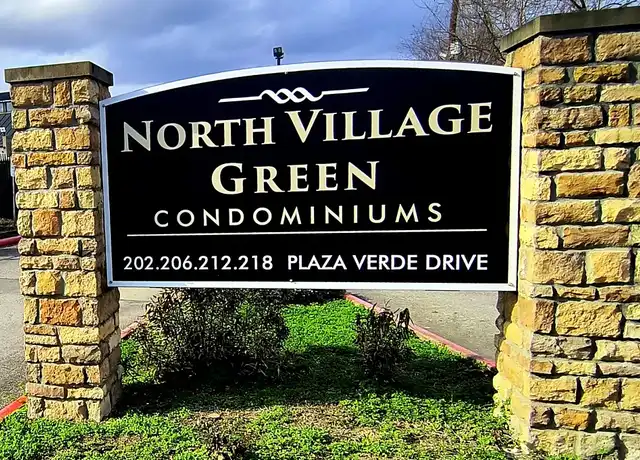 NORTH VILLAGE
GREEN
CONDOMINIUMS
202.206.212.218 PLAZA VERDE DRIVE